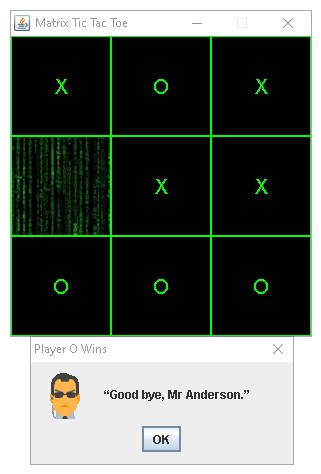 Matrix Tic Tac Toe
X O X
X X
O O O
Player O Wins
“Good bye, Mr Anderson.”
OK